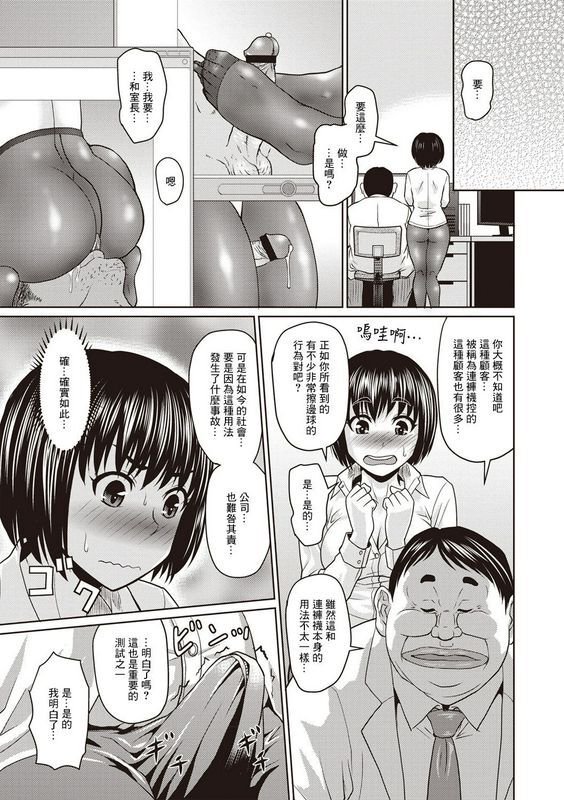 要…
要這麼…
做…
…是嗎？
我…我要…
…和室長…
嗯
你大概不知道吧
這種顧客…
被稱為連褲襪控的
這種顧客也有很多…
嗚哇啊…
正如你所看到的
有不少非常擦邊球的
行為對吧？
是…是的
雖然這和
連褲襪本身的
用法不太一樣…
可是在如今的社會…
要是因為這種用法
發生了什麼事故…
公司…
也難咎其責…
確…確實如此…
ゴク
…明白了嗎？
這也是重要的
測試之一
是…是的
我明白了…
ギ
ギ